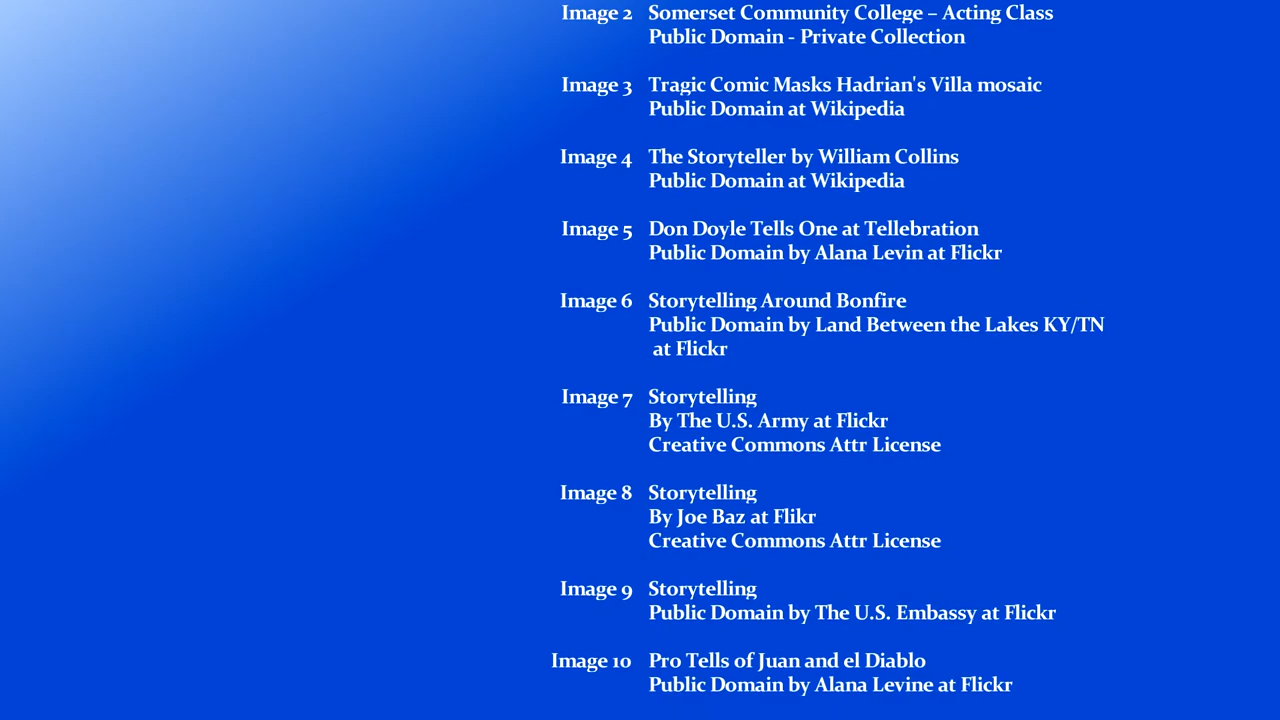 Image 2 Somerset Community College – Acting Class
Public Domain - Private Collection
Image 3 Tragic Comic Masks Hadrian's Villa mosaic
Public Domain at Wikipedia
Image 4 The Storyteller by William Collins
Public Domain at Wikipedia
Image 5 Don Doyle Tells One at Tellebration
Public Domain by Alana Levin at Flickr
Image 6 Storytelling Around Bonfire
Public Domain by Land Between the Lakes KY/TN
at Flickr
Image 7 Storytelling
By The U.S. Army at Flickr
Creative Commons Attr License
Image 8 Storytelling
By Joe Baz at Flikr
Creative Commons Attr License
Image 9 Storytelling
Public Domain by The U.S. Embassy at Flickr
Image 10 Pro Tells of Juan and el Diablo
Public Domain by Alana Levine at Flickr